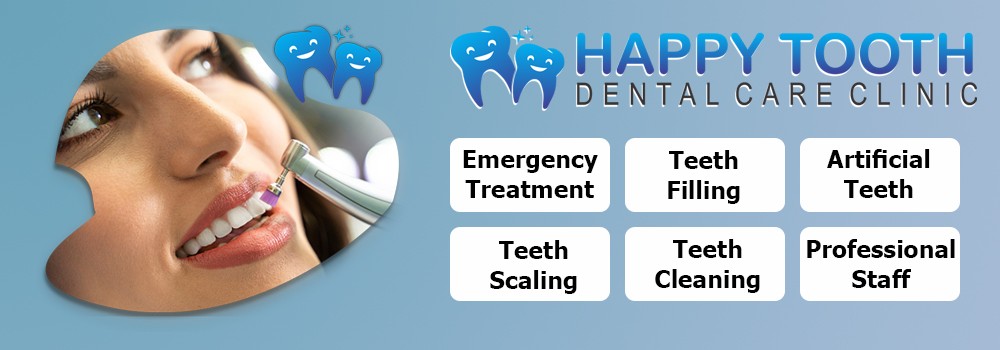 HAPPY TOOTH
DENTAL CARE CLINIC
Emergency
Treatment
Teeth
Filling
Artificial
Teeth
Teeth
Scaling
Teeth
Cleaning
Professional
Staff